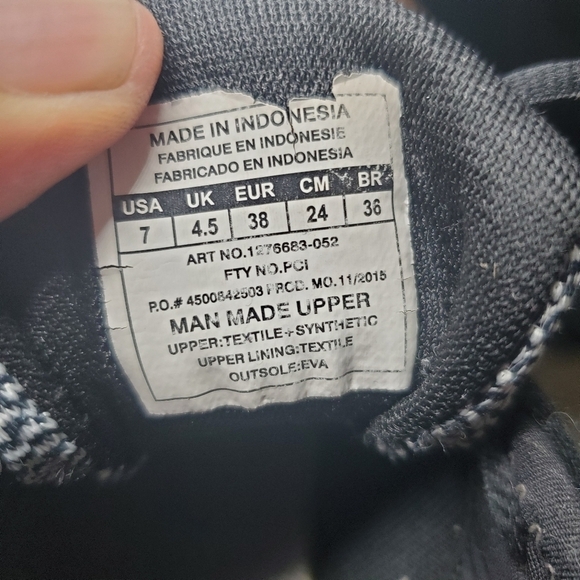 MADE IN INDONESIA
FABRIQUE EN INDONESIE
FABRICADO EN INDONESIA
USA UK EUR CM BR
7 4.5 38 24 36
ART NO.1276683-052
FTY NO.PCI
P.O.# 4500642503 PROD. MO.11/2015
MAN MADE UPPER
UPPER:TEXTILE+SYNTHETIC
UPPER LINING:TEXTILE
OUTSOLE:EVA